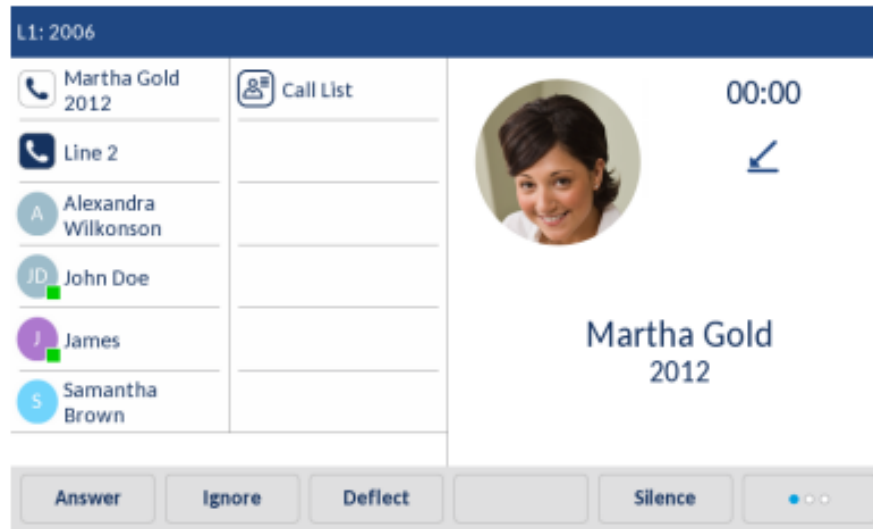 L1: 2006
Martha Gold
2012
Line 2
A
Alexandra
Wilkonson
JD
John Doe
J
James
S
Samantha
Brown
Call List
00:00
Martha Gold
2012
Answer
Ignore
Deflect
Silence